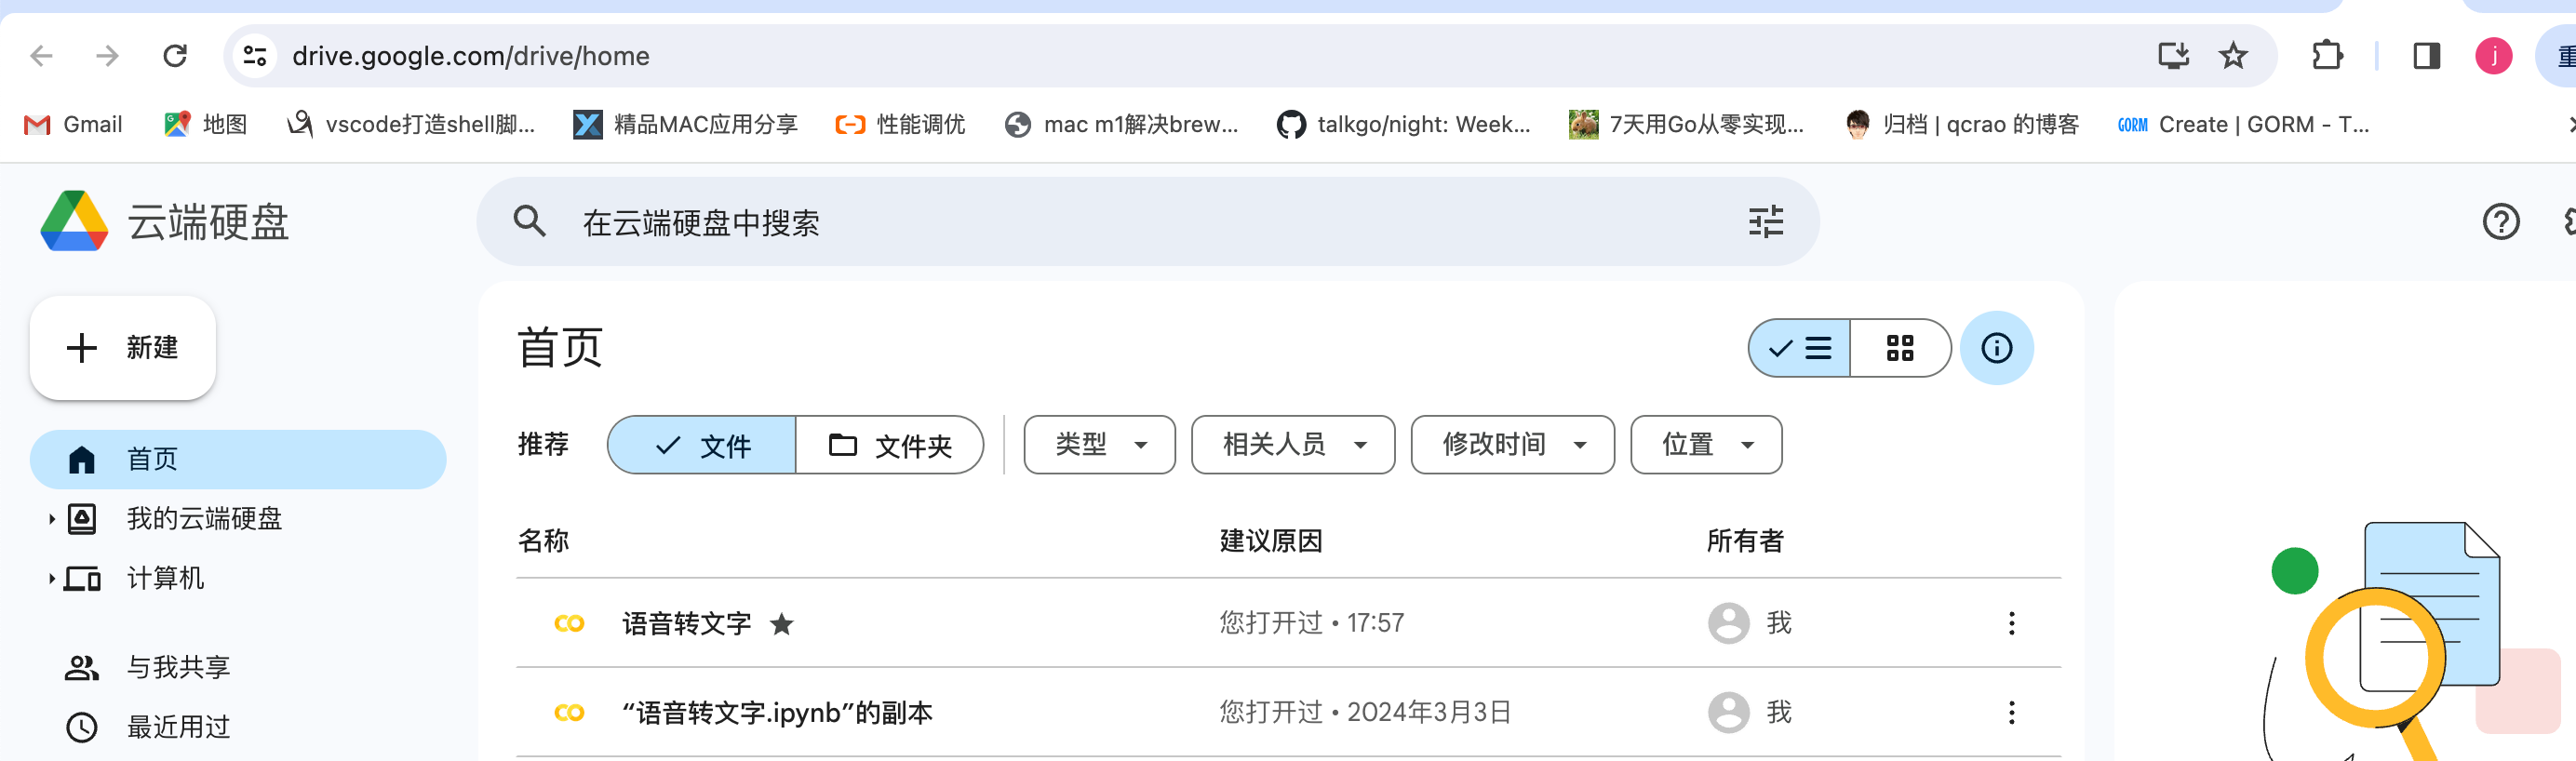 drive.google.com/drive/home
j
重
Gmail
地图
vscode打造shell脚...
精品MAC应用分享
性能调优
mac m1解决brew...
talkgo/night: Week...
7天用Go从零实现...
归档 | qcrao 的博客
GORM
Create | GORM - T...
云端硬盘
在云端硬盘中搜索
新建
首页
我的云端硬盘
计算机
与我共享
最近用过
首页
推荐
文件
文件夹
类型
相关人员
修改时间
位置
名称
建议原因
所有者
语音转文字
您打开过 • 17:57
我
“语音转文字.ipynb”的副本
您打开过 • 2024年3月3日
我